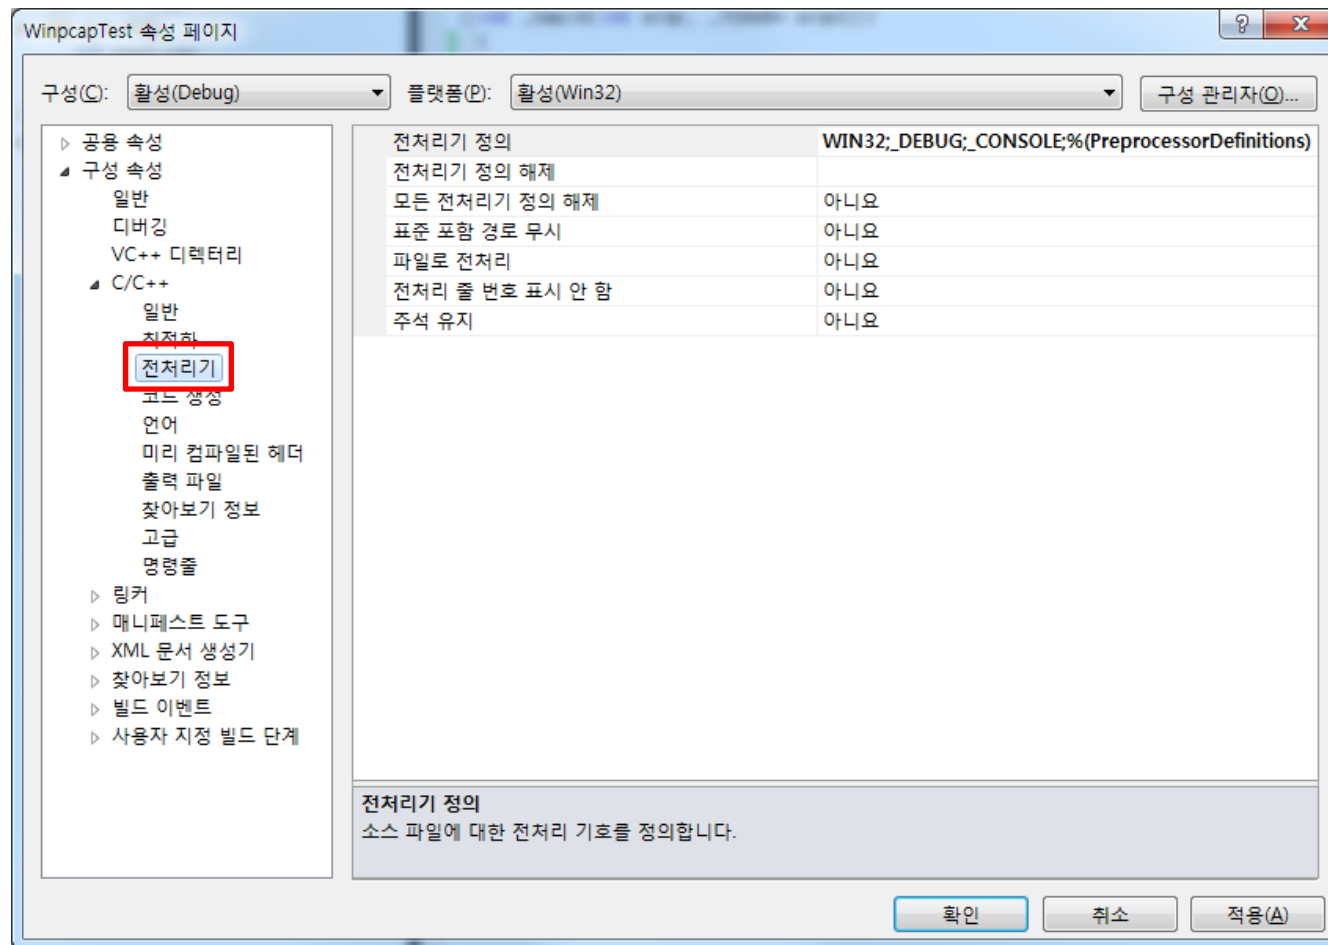 WinpcapTest 속성 페이지
구성(C): 활성(Debug) 플랫폼(P): 활성(Win32) 구성 관리자(O)...
공용 속성
구성 속성
일반
디버깅
VC++ 디렉터리
C/C++
일반
최적화
전처리기
코드 생성
언어
미리 컴파일된 헤더
출력 파일
찾아보기 정보
고급
명령줄
링커
매니페스트 도구
XML 문서 생성기
찾아보기 정보
빌드 이벤트
사용자 지정 빌드 단계
전처리기 정의 WIN32;_DEBUG;_CONSOLE;%(PreprocessorDefinitions)
전처리기 정의 해제
모든 전처리기 정의 해제 아니요
표준 포함 경로 무시 아니요
파일로 전처리 아니요
전처리 줄 번호 표시 안 함 아니요
주석 유지 아니요
전처리기 정의
소스 파일에 대한 전처리 기호를 정의합니다.
확인 취소 적용(A)